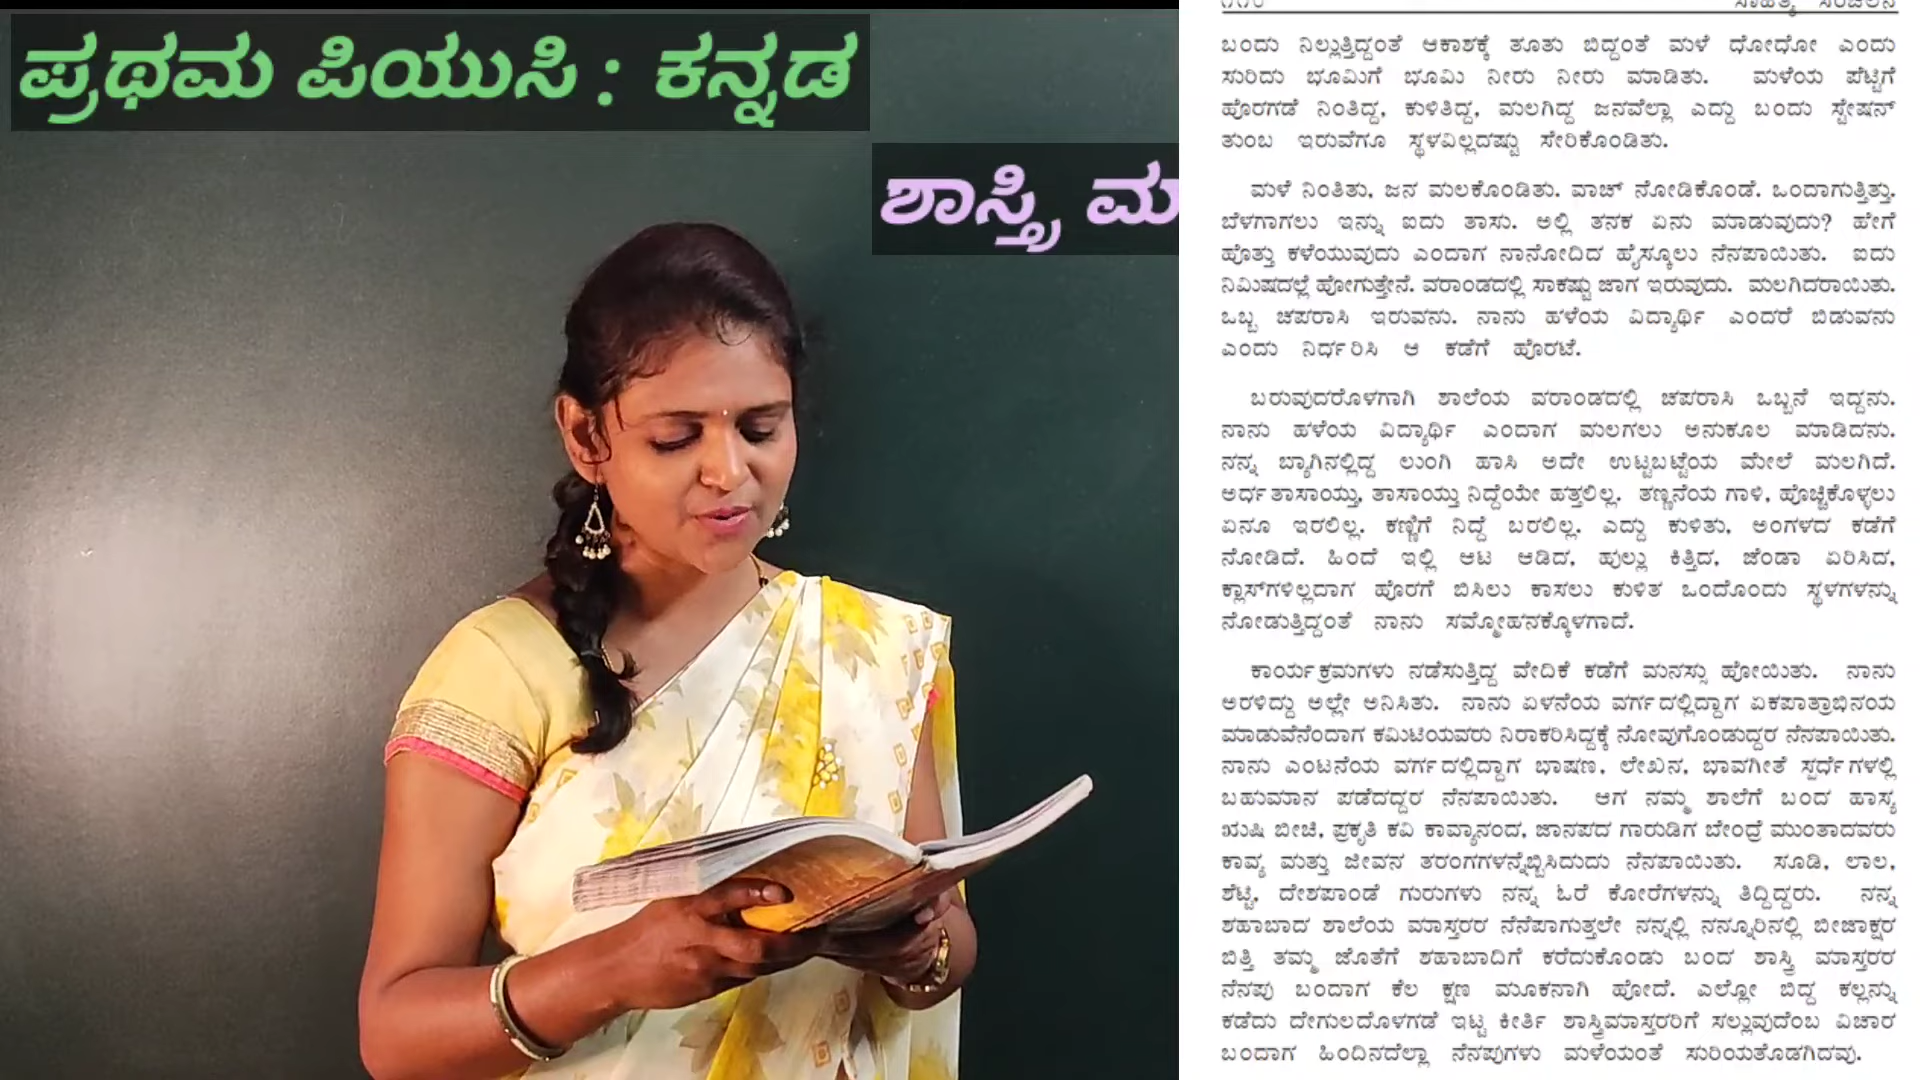 ಪ್ರಥಮ ಪಿಯುಸಿ : ಕನ್ನಡ
ಶಾಸ್ತ್ರಿ ಮ
ಬಂದು ನಿಲ್ಲುತ್ತಿದ್ದಂತೆ ಆಕಾಶಕ್ಕೆ ತೂತು ಬಿದ್ದಂತೆ ಮಳೆ ಧೋಧೋ ಎಂದು
ಸುರಿದು ಭೂಮಿಗೆ ಭೂಮಿ ನೀರು ನೀರು ಮಾಡಿತು. ಮಳೆಯ ಪೆಟ್ಟಿಗೆ
ಹೊರಗಡೆ ನಿಂತಿದ್ದ, ಕುಳಿತಿದ್ದ, ಮಲಗಿದ್ದ ಜನವೆಲ್ಲಾ ಎದ್ದು ಬಂದು ಸ್ಟೇಷನ್
ತುಂಬ ಇರುವೆಗೂ ಸ್ಥಳವಿಲ್ಲದಷ್ಟು ಸೇರಿಕೊಂಡಿತು.
ಮಳೆ ನಿಂತಿತು, ಜನ ಮಲಕೊಂಡಿತು. ವಾಚ್ ನೋಡಿಕೊಂಡೆ. ಒಂದಾಗುತ್ತಿತ್ತು.
ಬೆಳಗಾಗಲು ಇನ್ನು ಐದು ತಾಸು. ಅಲ್ಲಿ ತನಕ ಏನು ಮಾಡುವುದು? ಹೇಗೆ
ಹೊತ್ತು ಕಳೆಯುವುದು ಎಂದಾಗ ನಾನೋದಿದ ಹೈಸ್ಕೂಲು ನೆನಪಾಯಿತು. ಐದು
ನಿಮಿಷದಲ್ಲೆ ಹೋಗುತ್ತೇನೆ. ವರಾಂಡದಲ್ಲಿ ಸಾಕಷ್ಟು ಜಾಗ ಇರುವುದು. ಮಲಗಿದರಾಯಿತು.
ಒಬ್ಬ ಚಪರಾಸಿ ಇರುವನು. ನಾನು ಹಳೆಯ ವಿದ್ಯಾರ್ಥಿ ಎಂದರೆ ಬಿಡುವನು
ಎಂದು ನಿರ್ಧರಿಸಿ ಆ ಕಡೆಗೆ ಹೊರಟೆ.
ಬರುವುದರೊಳಗಾಗಿ ಶಾಲೆಯ ವರಾಂಡದಲ್ಲಿ ಚಪರಾಸಿ ಒಬ್ಬನೆ ಇದ್ದನು.
ನಾನು ಹಳೆಯ ವಿದ್ಯಾರ್ಥಿ ಎಂದಾಗ ಮಲಗಲು ಅನುಕೂಲ ಮಾಡಿದನು.
ನನ್ನ ಬ್ಯಾಗಿನಲ್ಲಿದ್ದ ಲುಂಗಿ ಹಾಸಿ ಅದೇ ಉಟ್ಟಬಟ್ಟೆಯ ಮೇಲೆ ಮಲಗಿದೆ.
ಅರ್ಧತಾಸಾಯ್ತು, ತಾಸಾಯ್ತು ನಿದ್ದೆಯೇ ಹತ್ತಲಿಲ್ಲ. ತಣ್ಣನೆಯ ಗಾಳಿ, ಹೊಚ್ಚಿಕೊಳ್ಳಲು
ಏನೂ ಇರಲಿಲ್ಲ. ಕಣ್ಣಿಗೆ ನಿದ್ದೆ ಬರಲಿಲ್ಲ. ಎದ್ದು ಕುಳಿತು, ಅಂಗಳದ ಕಡೆಗೆ
ನೋಡಿದೆ. ಹಿಂದೆ ಇಲ್ಲಿ ಆಟ ಆಡಿದ, ಹುಲ್ಲು ಕಿತ್ತಿದ, ಜೆಂಡಾ ಏರಿಸಿದ,
ಕ್ಲಾಸ್‌ಗಳಿಲ್ಲದಾಗ ಹೊರಗೆ ಬಿಸಿಲು ಕಾಸಲು ಕುಳಿತ ಒಂದೊಂದು ಸ್ಥಳಗಳನ್ನು
ನೋಡುತ್ತಿದ್ದಂತೆ ನಾನು ಸಮ್ಮೋಹನಕ್ಕೊಳಗಾದೆ.
ಕಾರ್ಯಕ್ರಮಗಳು ನಡೆಸುತ್ತಿದ್ದ ವೇದಿಕೆ ಕಡೆಗೆ ಮನಸ್ಸು ಹೋಯಿತು. ನಾನು
ಅರಳಿದ್ದು ಅಲ್ಲೇ ಅನಿಸಿತು. ನಾನು ಏಳನೆಯ ವರ್ಗದಲ್ಲಿದ್ದಾಗ ಏಕಪಾತ್ರಾಭಿನಯ
ಮಾಡುವೆನೆಂದಾಗ ಕಮಿಟಿಯವರು ನಿರಾಕರಿಸಿದ್ದಕ್ಕೆ ನೋವುಗೊಂಡುದ್ದರ ನೆನಪಾಯಿತು.
ನಾನು ಎಂಟನೆಯ ವರ್ಗದಲ್ಲಿದ್ದಾಗ ಭಾಷಣ, ಲೇಖನ, ಭಾವಗೀತೆ ಸ್ಪರ್ಧೆಗಳಲ್ಲಿ
ಬಹುಮಾನ ಪಡೆದದ್ದರ ನೆನಪಾಯಿತು. ಆಗ ನಮ್ಮ ಶಾಲೆಗೆ ಬಂದ ಹಾಸ್ಯ
ಋಷಿ ಬೀಚಿ, ಪ್ರಕೃತಿ ಕವಿ ಕಾವ್ಯಾನಂದ, ಜಾನಪದ ಗಾರುಡಿಗ ಬೇಂದ್ರೆ ಮುಂತಾದವರು
ಕಾವ್ಯ ಮತ್ತು ಜೀವನ ತರಂಗಗಳನ್ನೆಬ್ಬಿಸಿದುದು ನೆನಪಾಯಿತು. ಸೂಡಿ, ಲಾಲ,
ಶೆಟ್ಟಿ, ದೇಶಪಾಂಡೆ ಗುರುಗಳು ನನ್ನ ಓರೆ ಕೋರೆಗಳನ್ನು ತಿದ್ದಿದ್ದರು. ನನ್ನ
ಶಹಾಬಾದ ಶಾಲೆಯ ಮಾಸ್ತರರ ನೆನೆಪಾಗುತ್ತಲೇ ನನ್ನಲ್ಲಿ ನನ್ನೂರಿನಲ್ಲಿ ಬೀಜಾಕ್ಷರ
ಬಿತ್ತಿ ತಮ್ಮ ಜೊತೆಗೆ ಶಹಾಬಾದಿಗೆ ಕರೆದುಕೊಂಡು ಬಂದ ಶಾಸ್ತ್ರಿ ಮಾಸ್ತರರ
ನೆನಪು ಬಂದಾಗ ಕೆಲ ಕ್ಷಣ ಮೂಕನಾಗಿ ಹೋದೆ. ಎಲ್ಲೋ ಬಿದ್ದ ಕಲ್ಲನ್ನು
ಕಡೆದು ದೇಗುಲದೊಳಗಡೆ ಇಟ್ಟ ಕೀರ್ತಿ ಶಾಸ್ತ್ರಿಮಾಸ್ತರರಿಗೆ ಸಲ್ಲುವುದೆಂಬ ವಿಚಾರ
ಬಂದಾಗ ಹಿಂದಿನದೆಲ್ಲಾ ನೆನಪುಗಳು ಮಳೆಯಂತೆ ಸುರಿಯತೊಡಗಿದವು.